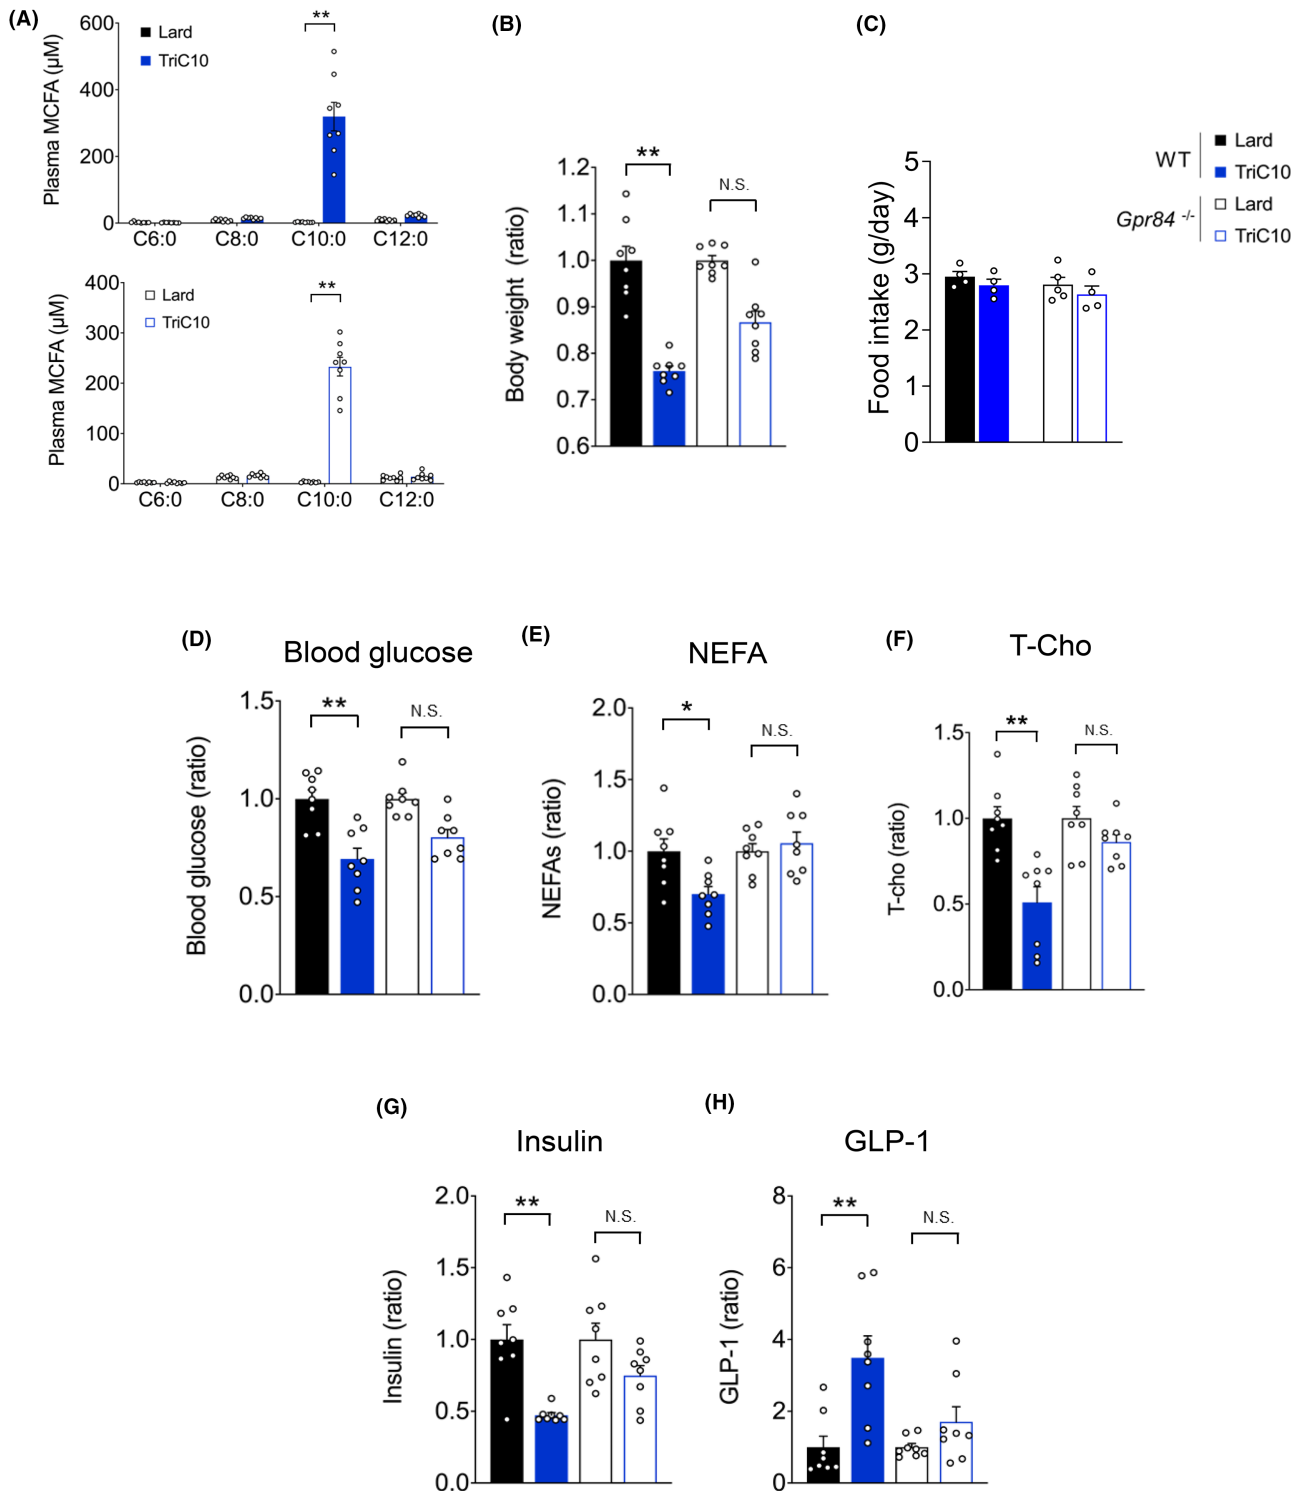 (A)
600
400
200
0
Plasma MCFA (µM)
Lard
TriC10
**
C6:0 C8:0 C10:0 C12:0
400
300
200
100
0
Plasma MCFA (µM)
Lard
TriC10
**
C6:0 C8:0 C10:0 C12:0
(B)
1.2
1.1
1.0
0.9
0.8
0.7
0.6
Body weight (ratio)
**
N.S.
(C)
5
4
3
2
1
0
Food intake (g/day)
WT
Lard
TriC10
Gpr84 -/-
Lard
TriC10
(D)
Blood glucose
1.5
1.0
0.5
0.0
Blood glucose (ratio)
**
N.S.
(E)
NEFA
2.0
1.5
1.0
0.5
0.0
NEFAs (ratio)
*
N.S.
(F)
T-Cho
1.5
1.0
0.5
0.0
T-cho (ratio)
**
N.S.
(G)
Insulin
2.0
1.5
1.0
0.5
0.0
Insulin (ratio)
**
N.S.
(H)
GLP-1
8
6
4
2
0
GLP-1 (ratio)
**
N.S.